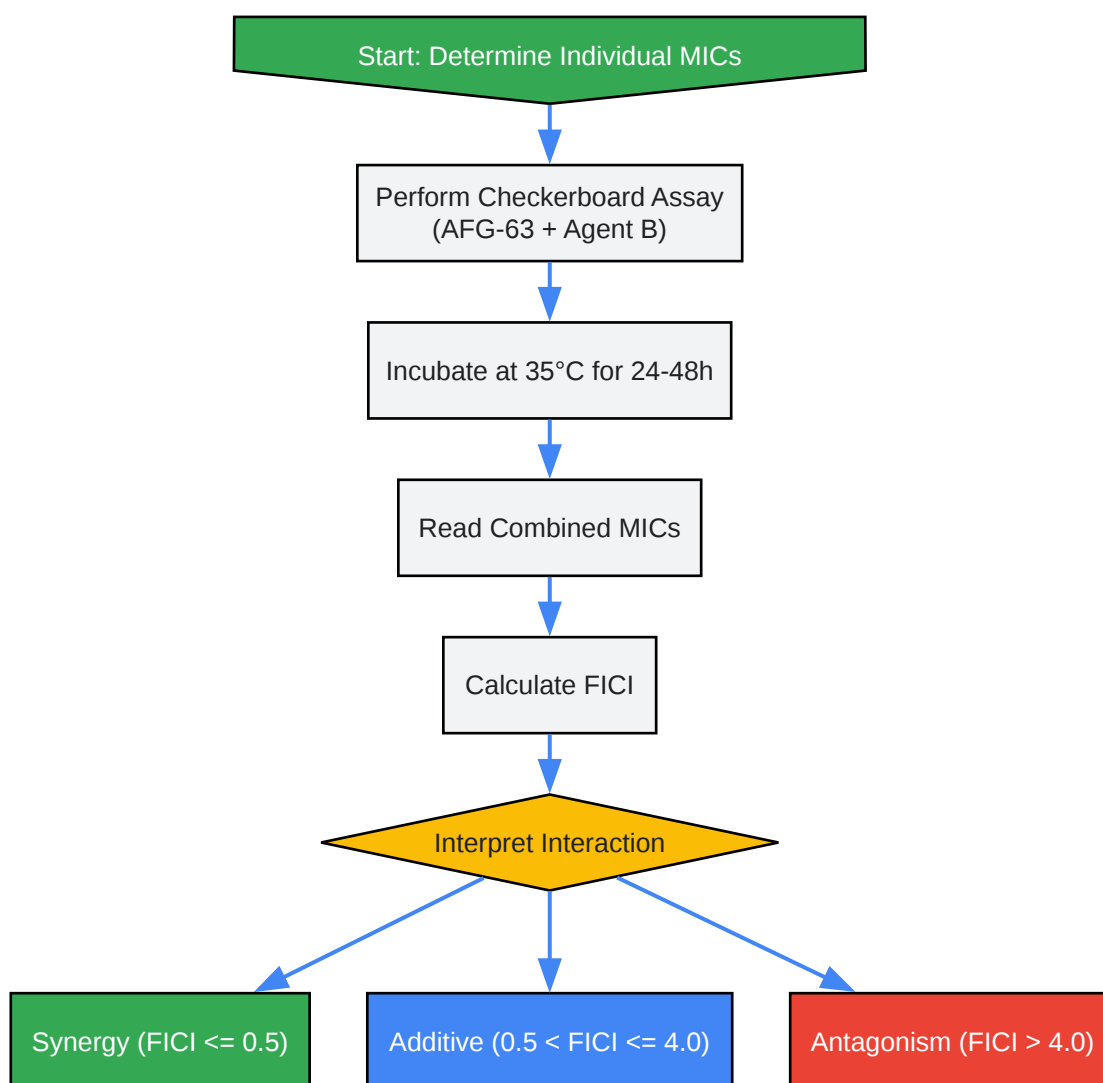 Start: Determine Individual MICs
Perform Checkerboard Assay
(AFG-63 + Agent B)
Incubate at 35°C for 24-48h
Read Combined MICs
Calculate FICI
Interpret Interaction
Synergy (FICI <= 0.5)
Additive (0.5 < FICI <= 4.0)
Antagonism (FICI > 4.0)